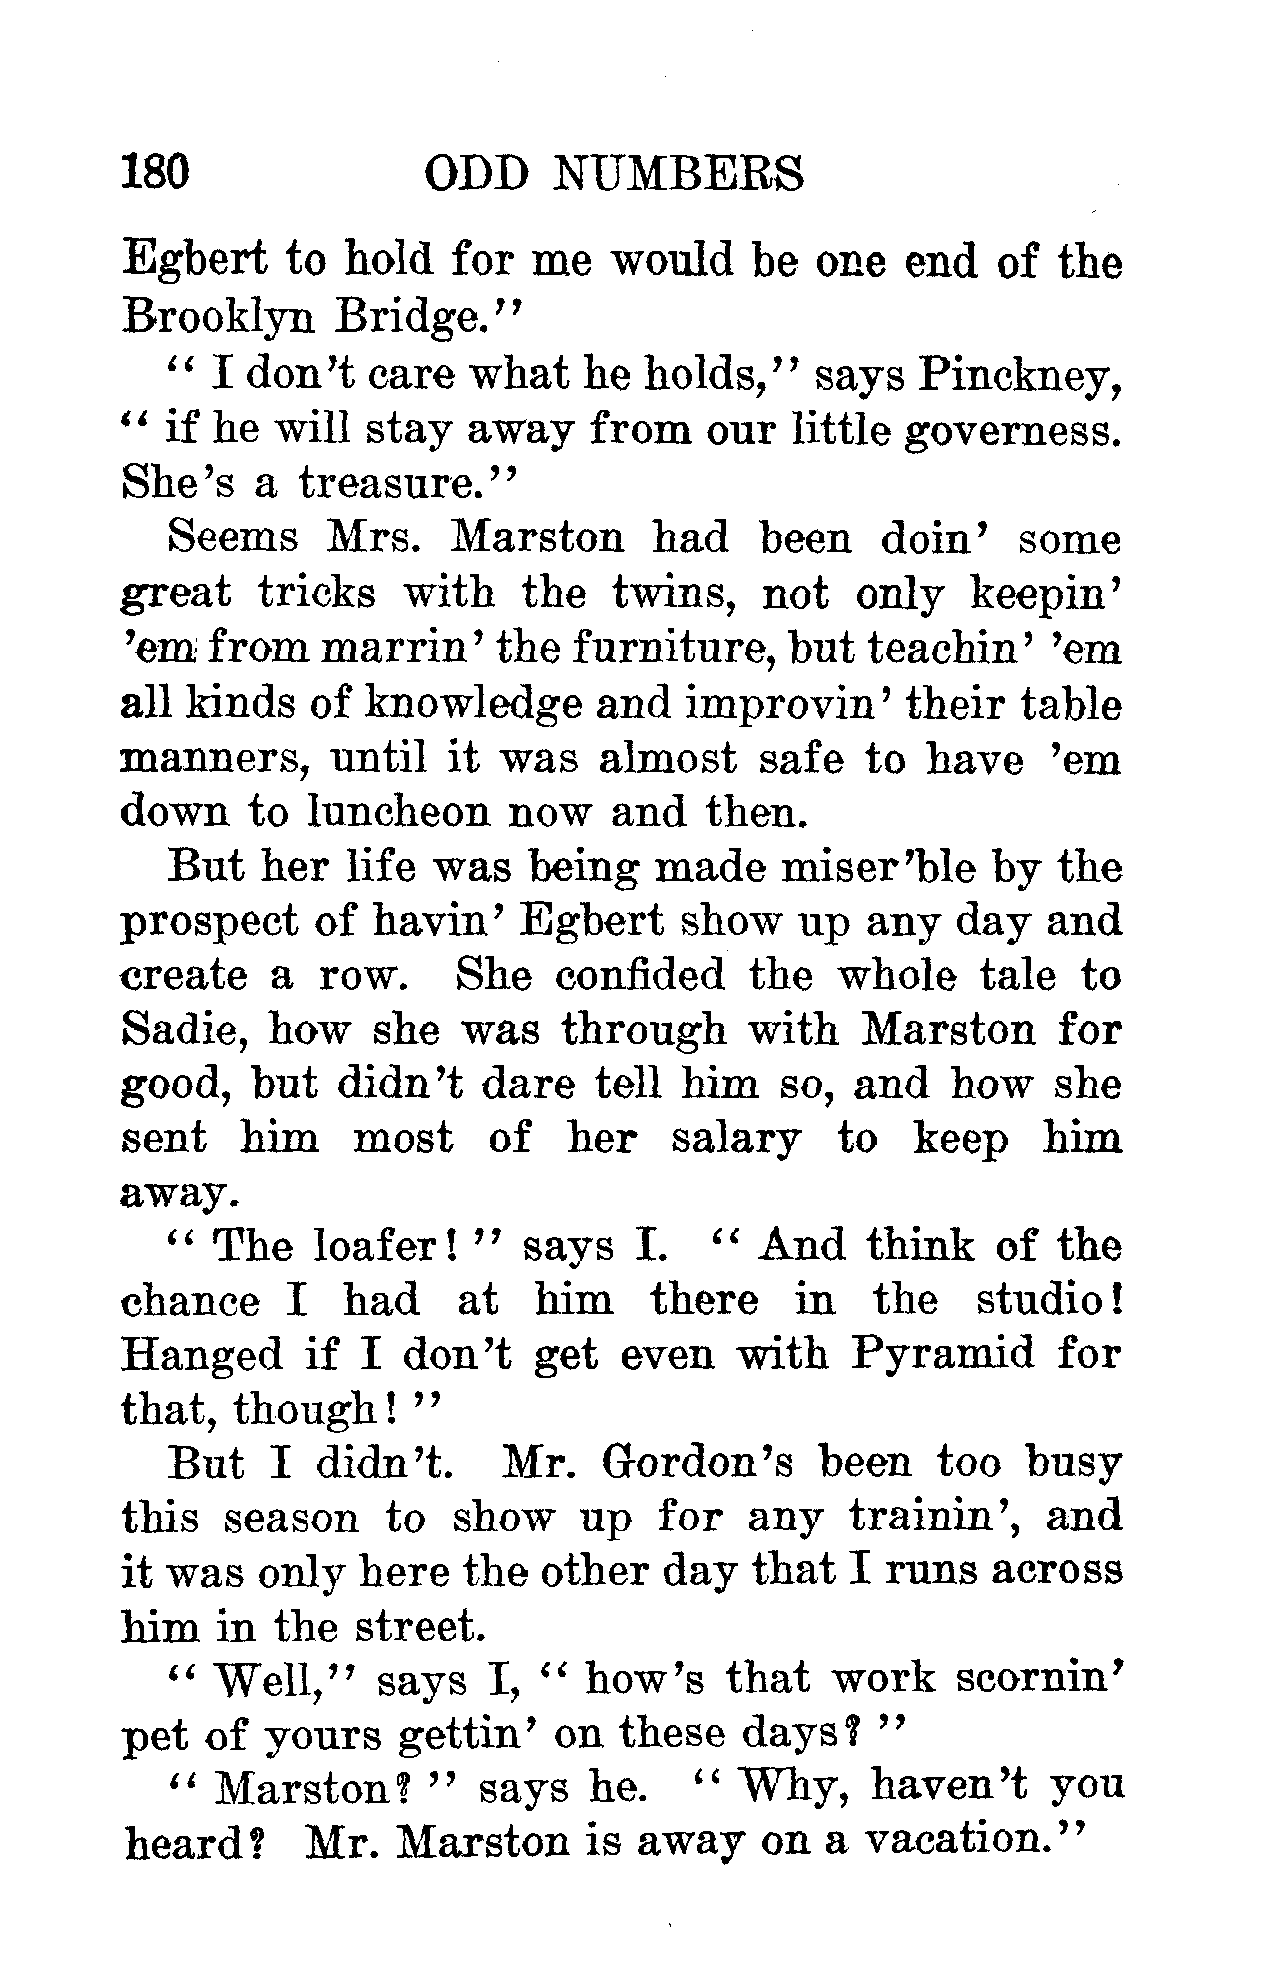 180 ODD NUMBERS
Egbert to hold for me would be one end of the
Brooklyn Bridge."
" I don't care what he holds," says Pinckney,
" if he will stay away from our little governess.
She's a treasure."
Seems Mrs. Marston had been doin' some
great tricks with the twins, not only keepin'
'em from marrin' the furniture, but teachin' 'em
all kinds of knowledge and improvin' their table
manners, until it was almost safe to have 'em
down to luncheon now and then.
But her life was being made miser'ble by the
prospect of havin' Egbert show up any day and
create a row. She confided the whole tale to
Sadie, how she was through with Marston for
good, but didn't dare tell him so, and how she
sent him most of her salary to keep him
away.
" The loafer! " says I. " And think of the
chance I had at him there in the studio!
Hanged if I don't get even with Pyramid for
that, though! "
But I didn't. Mr. Gordon's been too busy
this season to show up for any trainin', and
it was only here the other day that I runs across
him in the street.
" Well," says I, " how's that work scornin'
pet of yours gettin' on these days? "
" Marston? " says he. " Why, haven't you
heard? Mr. Marston is away on a vacation."